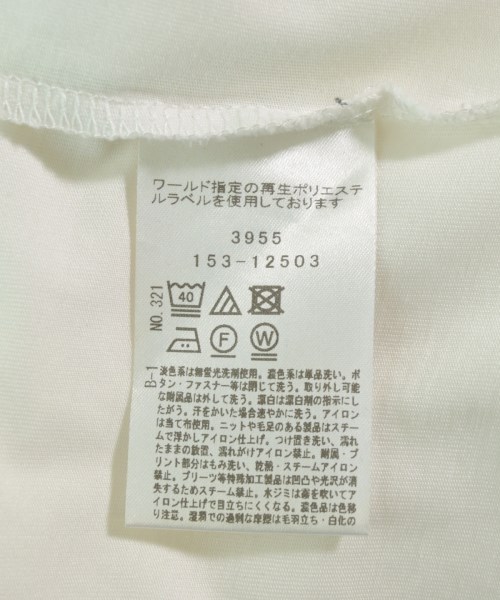 ワールド指定の再生ポリエステ
ルラベルを使用しております
3955
153-12503
NO.321
40
F
W
B-1
淡色系は無蛍光洗剤使用。濃色系は単品洗い。ボ
タン・ファスナー等は閉じて洗う。取り外し可能
な附属品は外して洗う。漂白は漂白剤の指示にし
たがう。汗をかいた場合速やかに洗う。アイロン
は当て布使用。ニットや毛足のある製品はスチー
ムで浮かしアイロン仕上げ。つけ置き洗い、濡れ
たままの放置、濡れがけアイロン禁止。附属・プ
リント部分はもみ洗い、乾燥・スチームアイロン
禁止。プリーツ等特殊加工製品は凹凸や光沢が消
失するためスチーム禁止。水ジミは霧を吹いてア
イロン仕上げで目立ちにくくなる。濃色品は色移
り注意。湿潤での過剰な摩擦は毛羽立ち・白化の